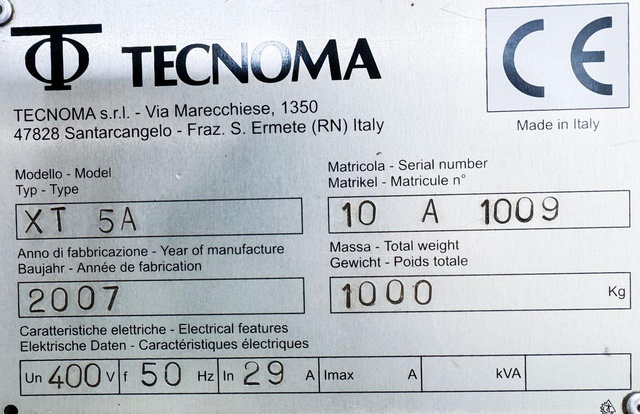 TECNOMA
CE
TECNOMA s.r.l. - Via Marecchiese, 1350
47828 Santarcangelo - Fraz. S. Ermete (RN) Italy
Made in Italy
Modello - Model
Typ - Type
XT 5A
Matricola - Serial number
Matrikel - Matricule n°
10 A 1009
Anno di fabbricazione - Year of manufacture
Baujahr - Année de fabrication
2007
Massa - Total weight
Gewicht - Poids totale
1000 Kg
Caratteristiche elettriche - Electrical features
Elektrische Daten - Caractéristiques électriques
Un 400 V f 50 Hz In 29 A Imax A kVA